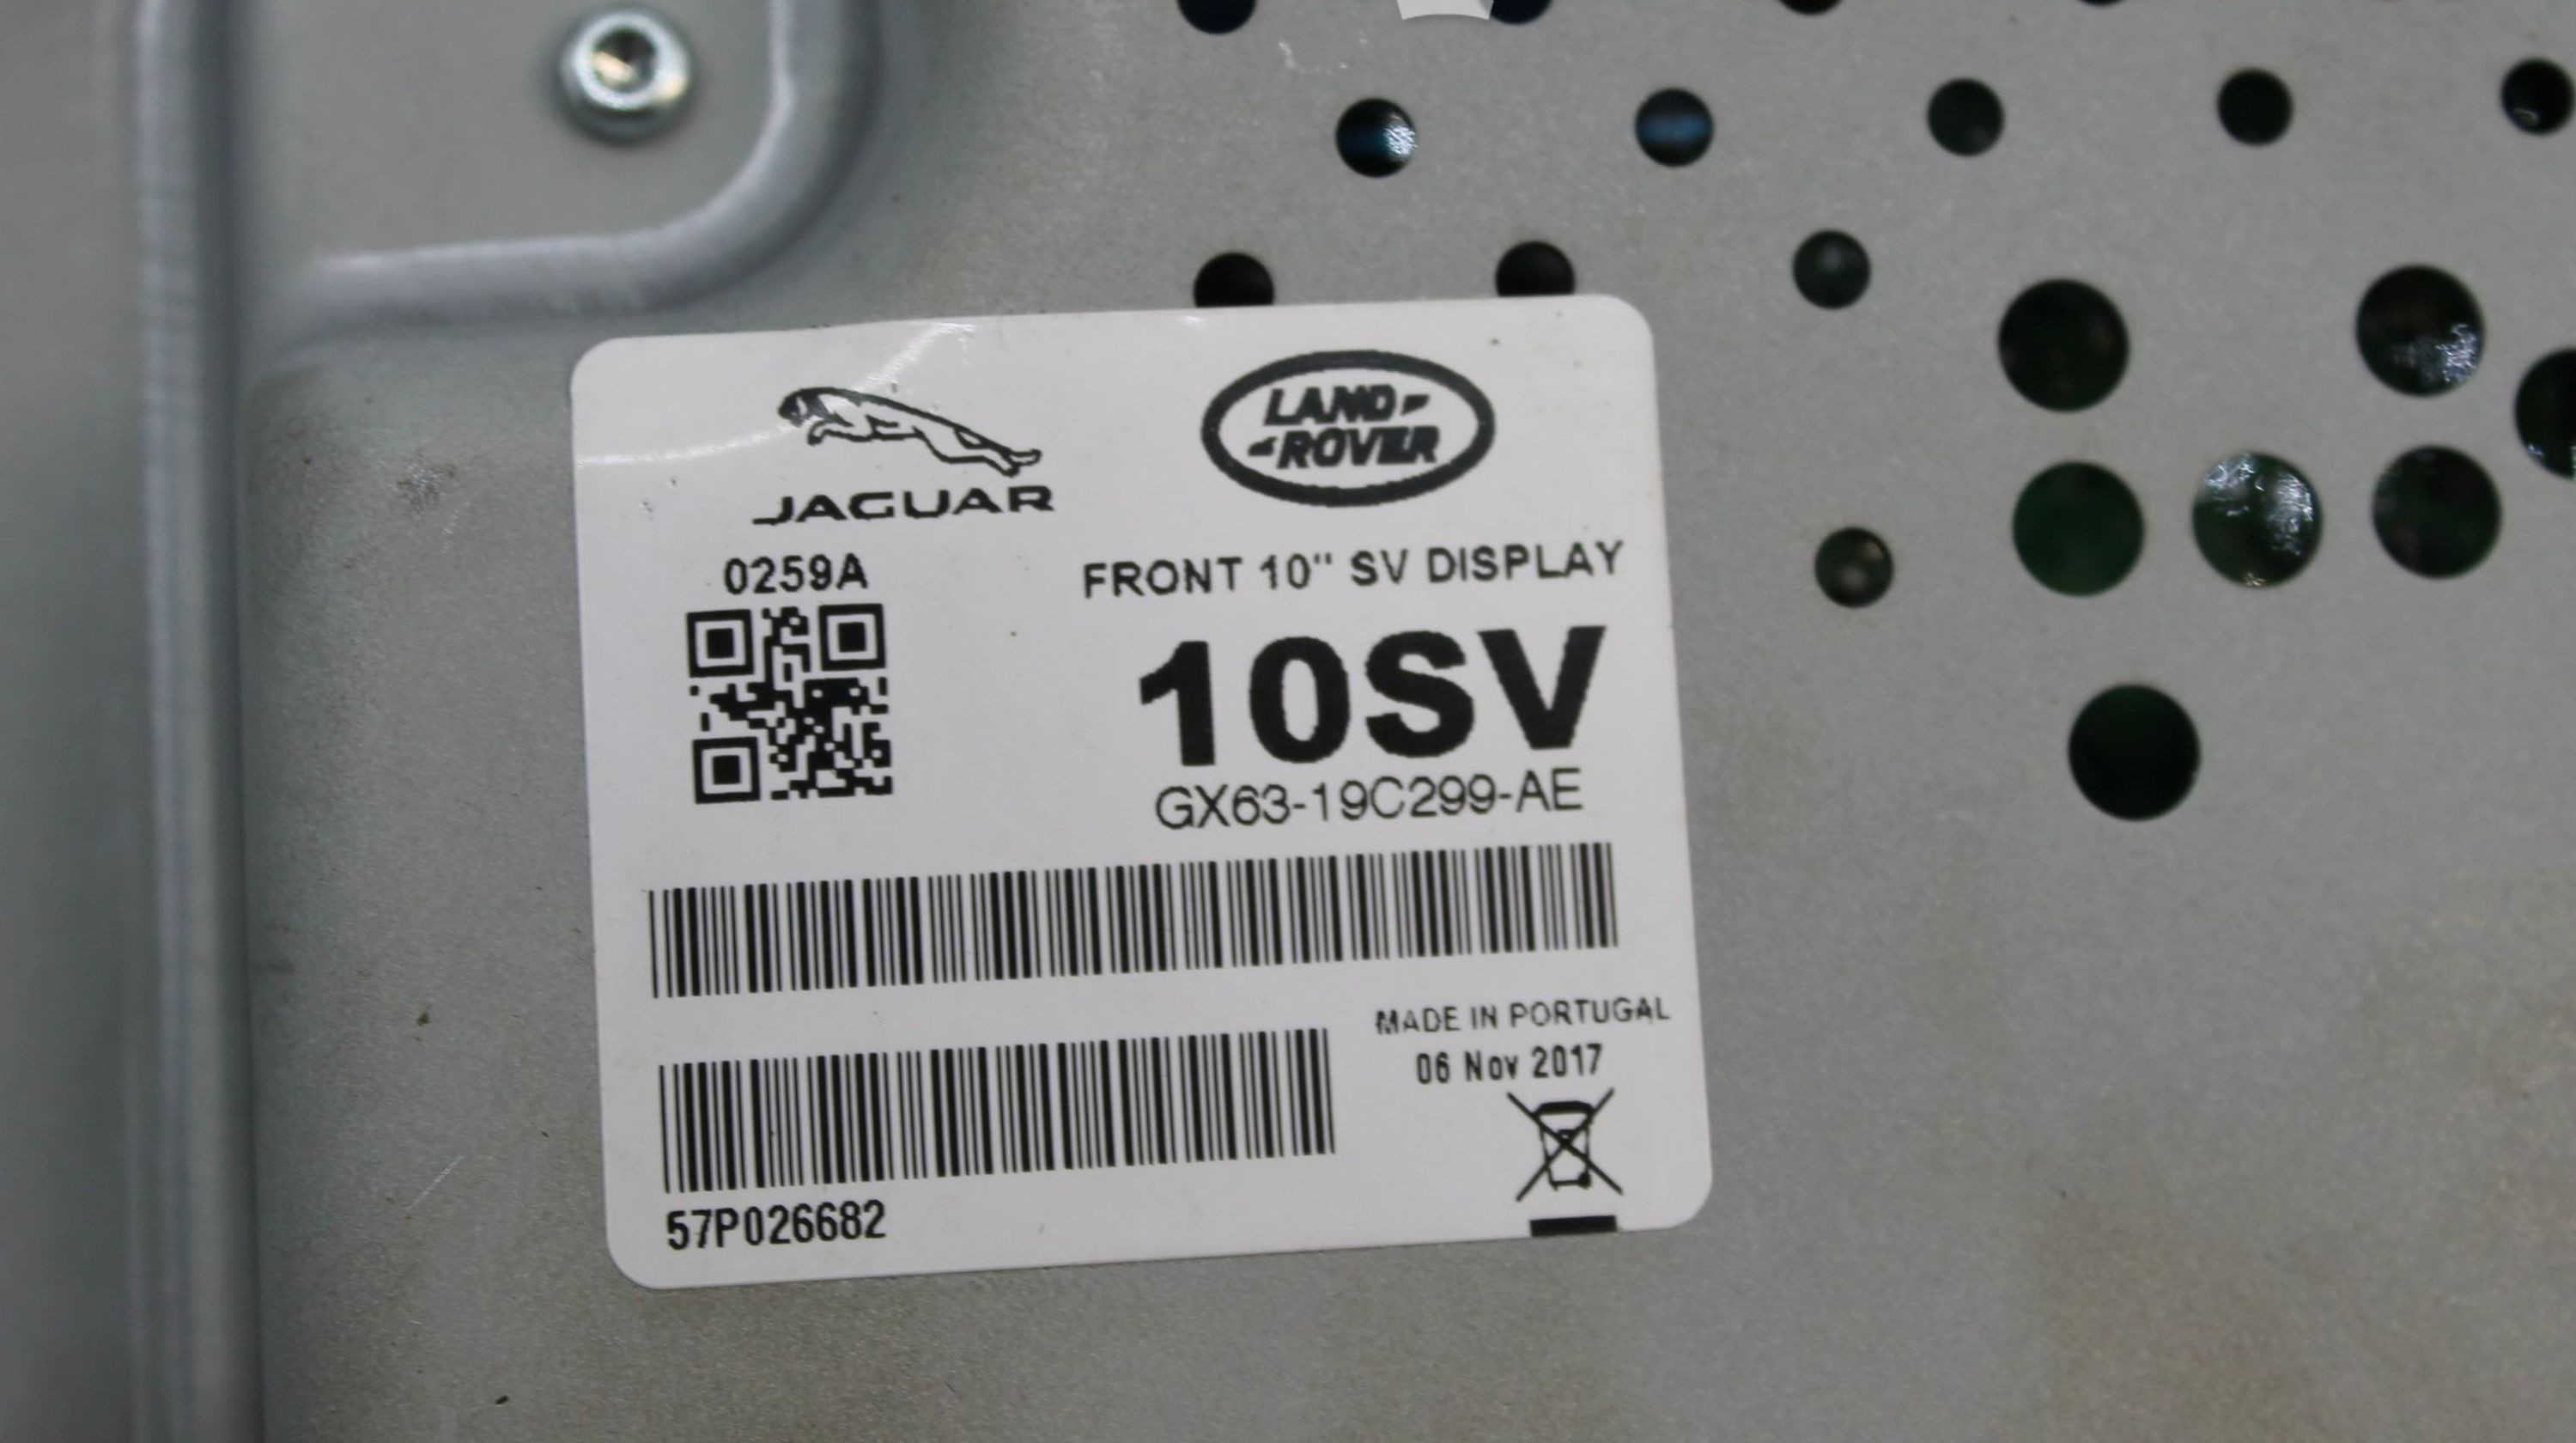 JAGUAR
LAND ROVER
0259A
FRONT 10" SV DISPLAY
10SV
GX63-19C299-AE
MADE IN PORTUGAL
06 Nov 2017
57P026682